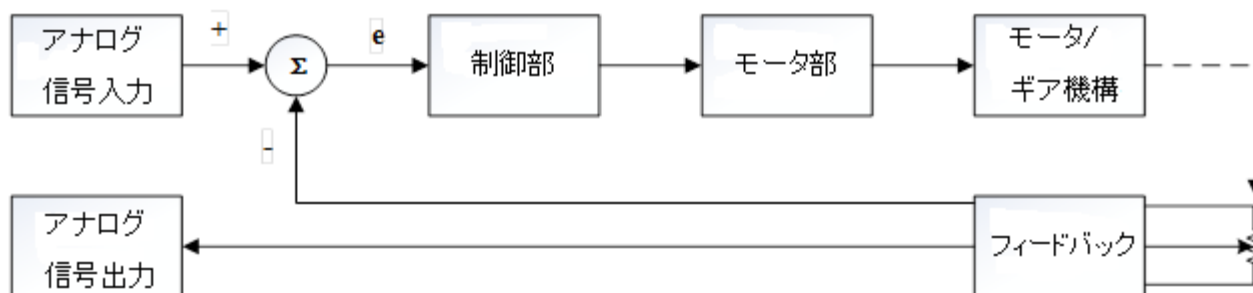 アナログ
信号入力
+
Σ
e
制御部
モータ部
モータ/
ギア機構
-
アナログ
信号出力
フィードバック